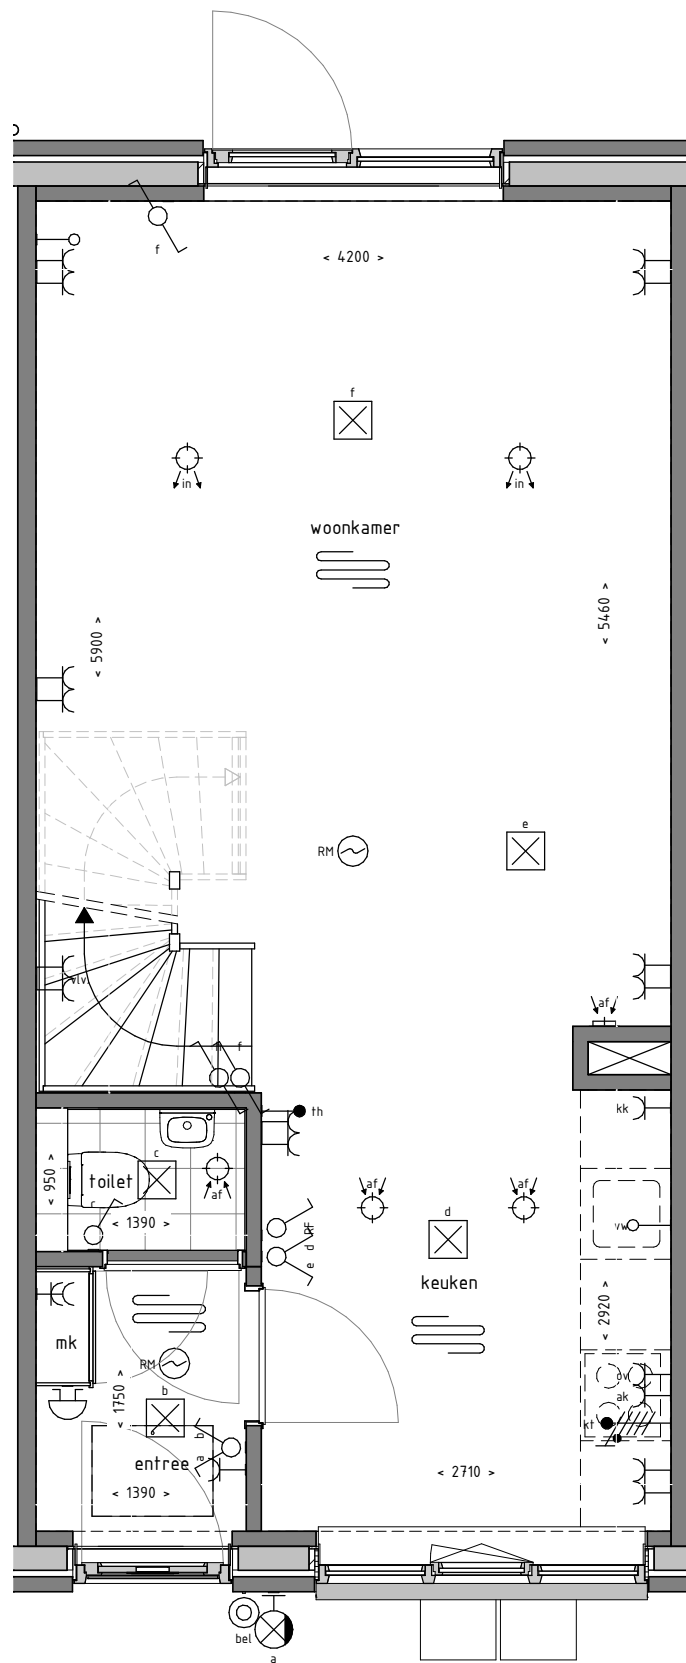 f
< 4200 >
f
in
in
woonkamer
< 5900 >
< 5460 >
e
RM
vlv.
af
f
th
kk
c
toilet
c
af
< 950 >
< 1390 >
af
af
d
RF
d
e
vw
keuken
< 2920 >
mk
RM
b
< 1750 >
b
a
entree
< 1390 >
ov
ak
kt
< 2710 >
bel
a